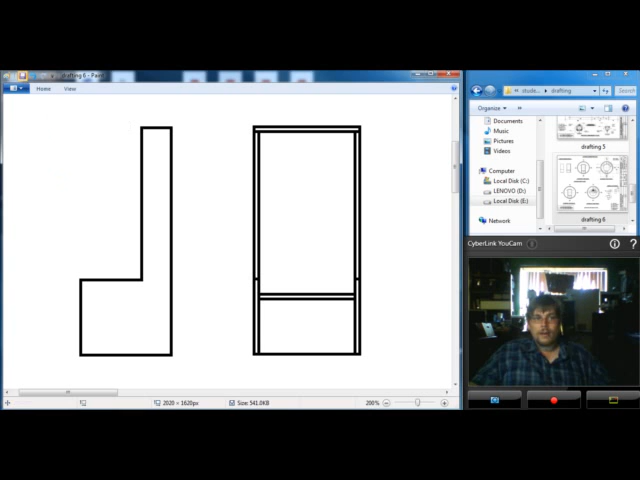 drafting 6 - Paint
Home
View
2020 × 1620px
Size: 541.0KB
200%
stude...
drafting
Search
Organize
Documents
Music
Pictures
Videos
Computer
Local Disk (C:)
LENOVO (D:)
Local Disk (E:)
Network
drafting 5
drafting 6
CyberLink YouCam